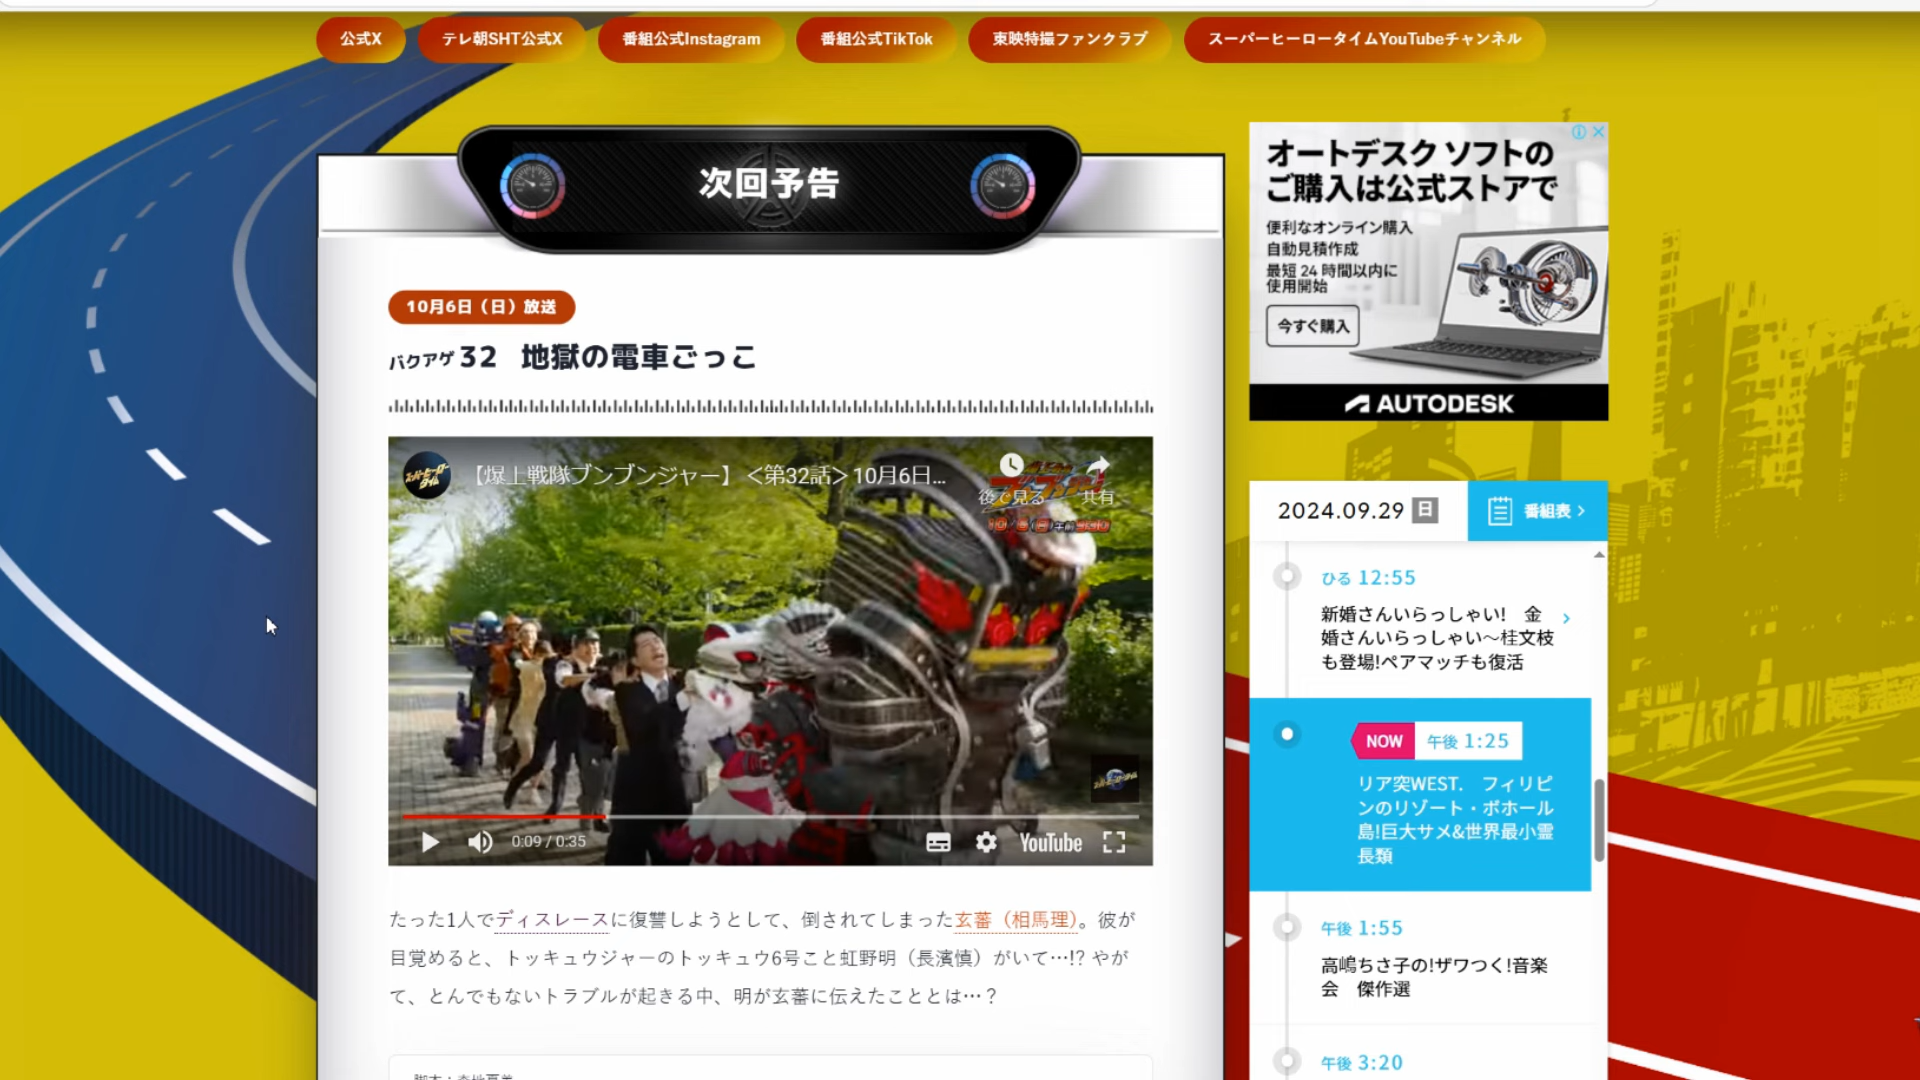 公式X
テレ朝SHT公式X
番組公式Instagram
番組公式TikTok
東映特撮ファンクラブ
スーパーヒーロータイムYouTubeチャンネル
次回予告
10月6日（日）放送
バクアゲ32 地獄の電車ごっこ
【爆上戦隊ブンブンジャー】＜第32話＞10月6日...
後で見る
共有
0:09 / 0:35
YouTube
たった1人でディスレースに復讐しようとして、倒されてしまった玄蕃（相馬理）。彼が
目覚めると、トッキュウジャーのトッキュウ6号こと虹野明（長濱慎）がいて…!? やが
て、とんでもないトラブルが起きる中、明が玄蕃に伝えたこととは…？
オートデスク ソフトの
ご購入は公式ストアで
便利なオンライン購入
自動見積作成
最短 24 時間以内に
使用開始
今すぐ購入
AUTODESK
2024.09.29 日
番組表
ひる 12:55
新婚さんいらっしゃい!　金
婚さんいらっしゃい～桂文枝
も登場!ペアマッチも復活
NOW 午後 1:25
リア突WEST.　フィリピ
ンのリゾート・ボホール
島!巨大サメ&世界最小霊
長類
午後 1:55
高嶋ちさ子の!ザワつく!音楽
会　傑作選
午後 3:20